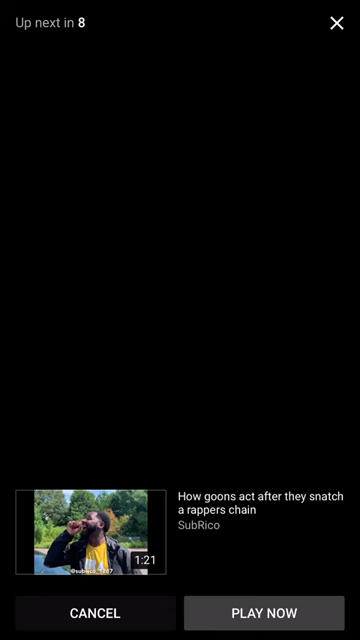 Up next in 8
How goons act after they snatch
a rappers chain
SubRico
1:21
CANCEL
PLAY NOW